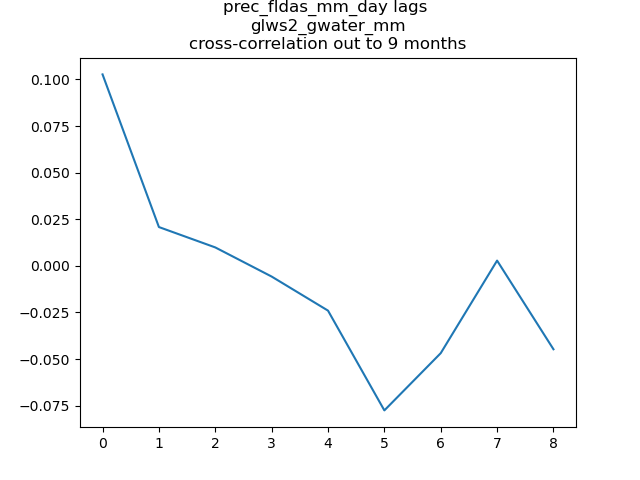 prec_fldas_mm_day lags
glws2_gwater_mm
cross-correlation out to 9 months
0.100
0.075
0.050
0.025
0.000
−0.025
−0.050
−0.075
0 1 2 3 4 5 6 7 8